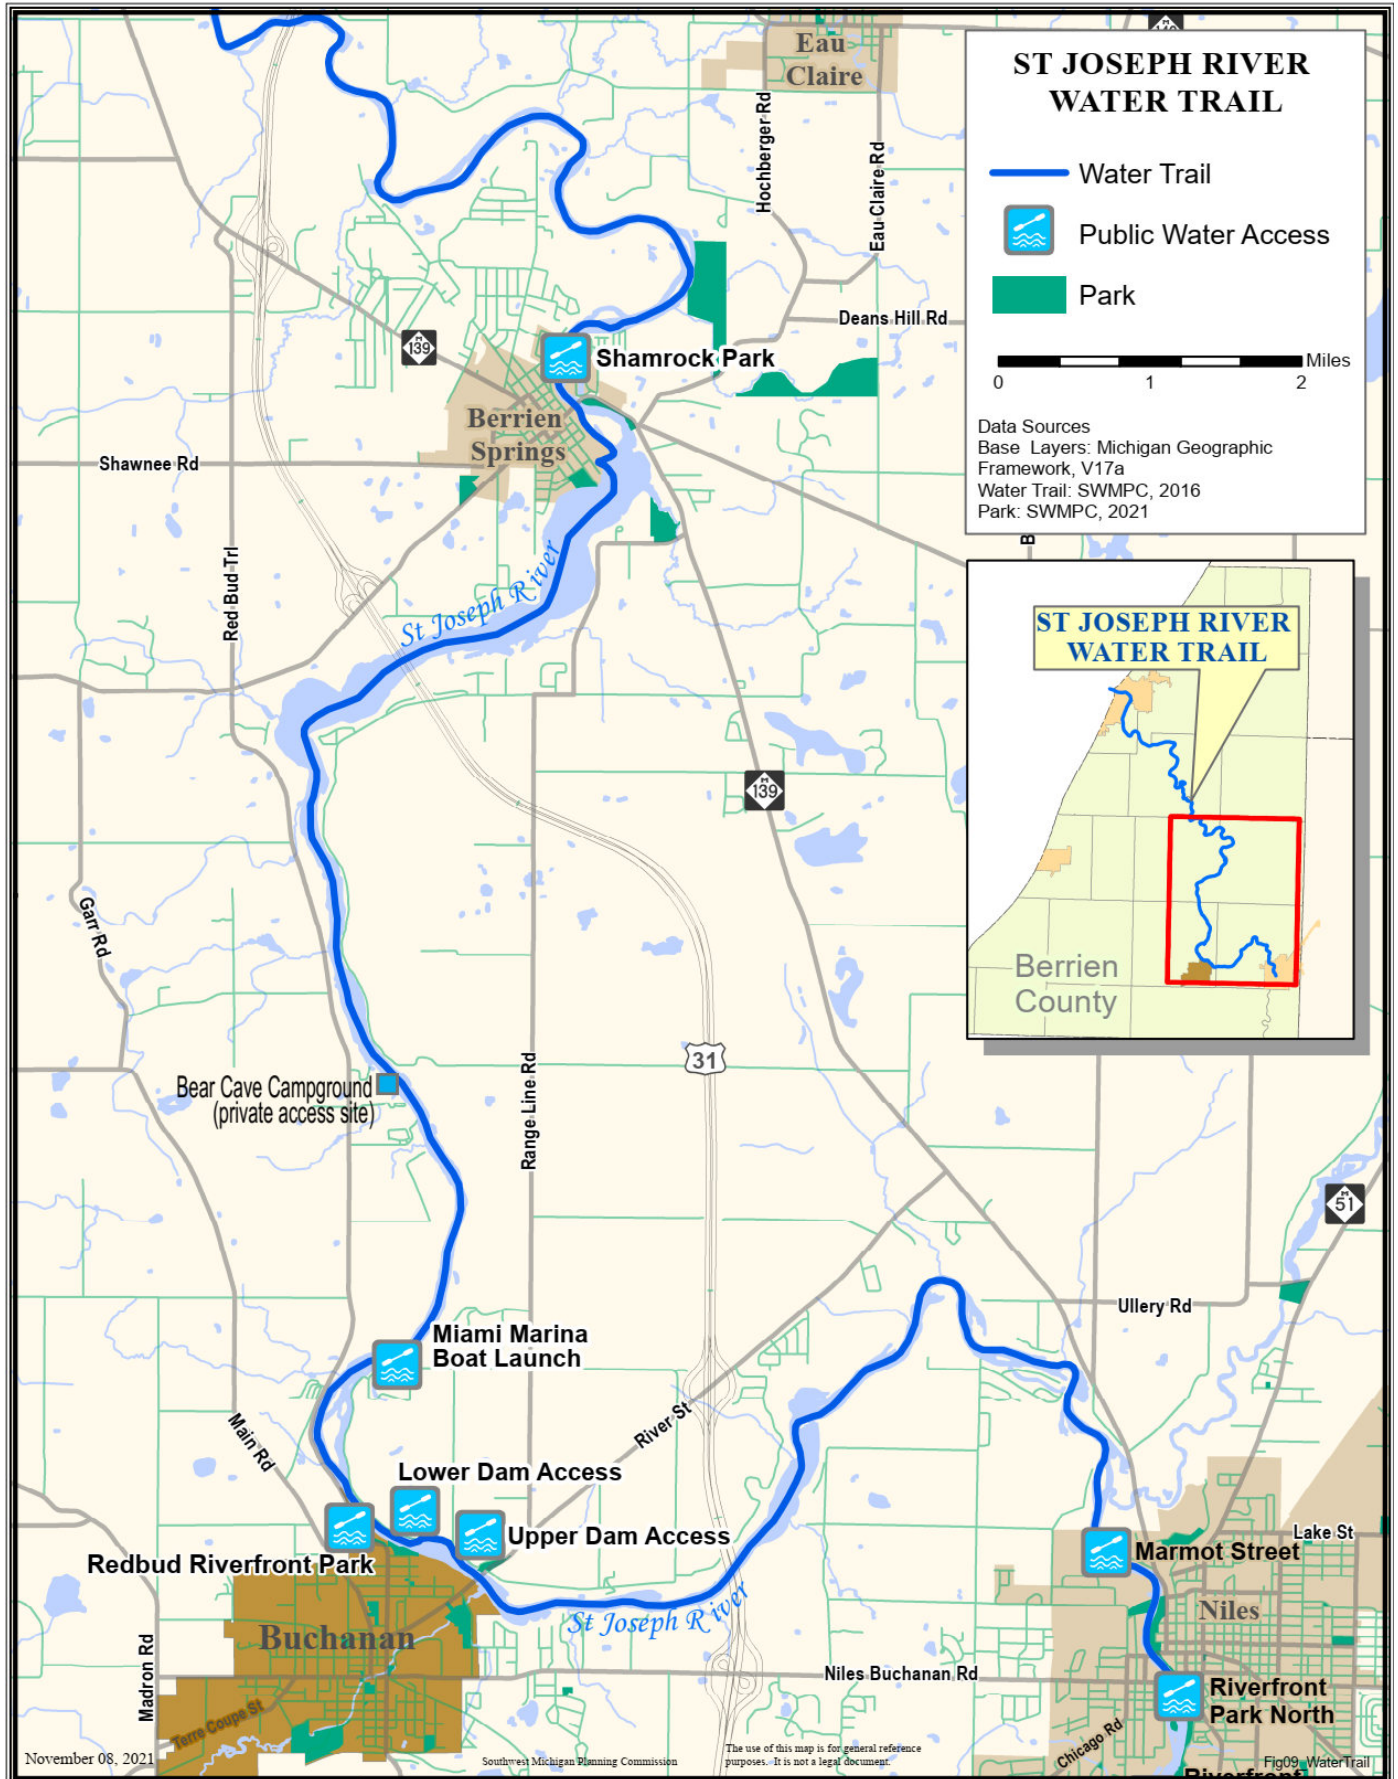 Eau
Claire
Hochberger Rd
Eau Claire Rd
ST JOSEPH RIVER
WATER TRAIL
Water Trail
Public Water Access
Park
Miles
0 1 2
Data Sources
Base Layers: Michigan Geographic
Framework, V17a
Water Trail: SWMPC, 2016
Park: SWMPC, 2021
Deans Hill Rd
M
139
Shamrock Park
Berrien
Springs
Shawnee Rd
Red Bud Trl
St Joseph River
B
ST JOSEPH RIVER
WATER TRAIL
Berrien
County
M
139
Garr Rd
31
Range Line Rd
Bear Cave Campground
(private access site)
M
51
Ullery Rd
Miami Marina
Boat Launch
Main Rd
River St
Lower Dam Access
Upper Dam Access
Redbud Riverfront Park
Lake St
Marmot Street
Niles
St Joseph River
Buchanan
Madron Rd
Niles Buchanan Rd
Terre Coupe St
Riverfront
Park North
Chicago Rd
November 08, 2021
Southwest Michigan Planning Commission
The use of this map is for general reference
purposes. It is not a legal document.
Fig09_WaterTrail
Riverfront